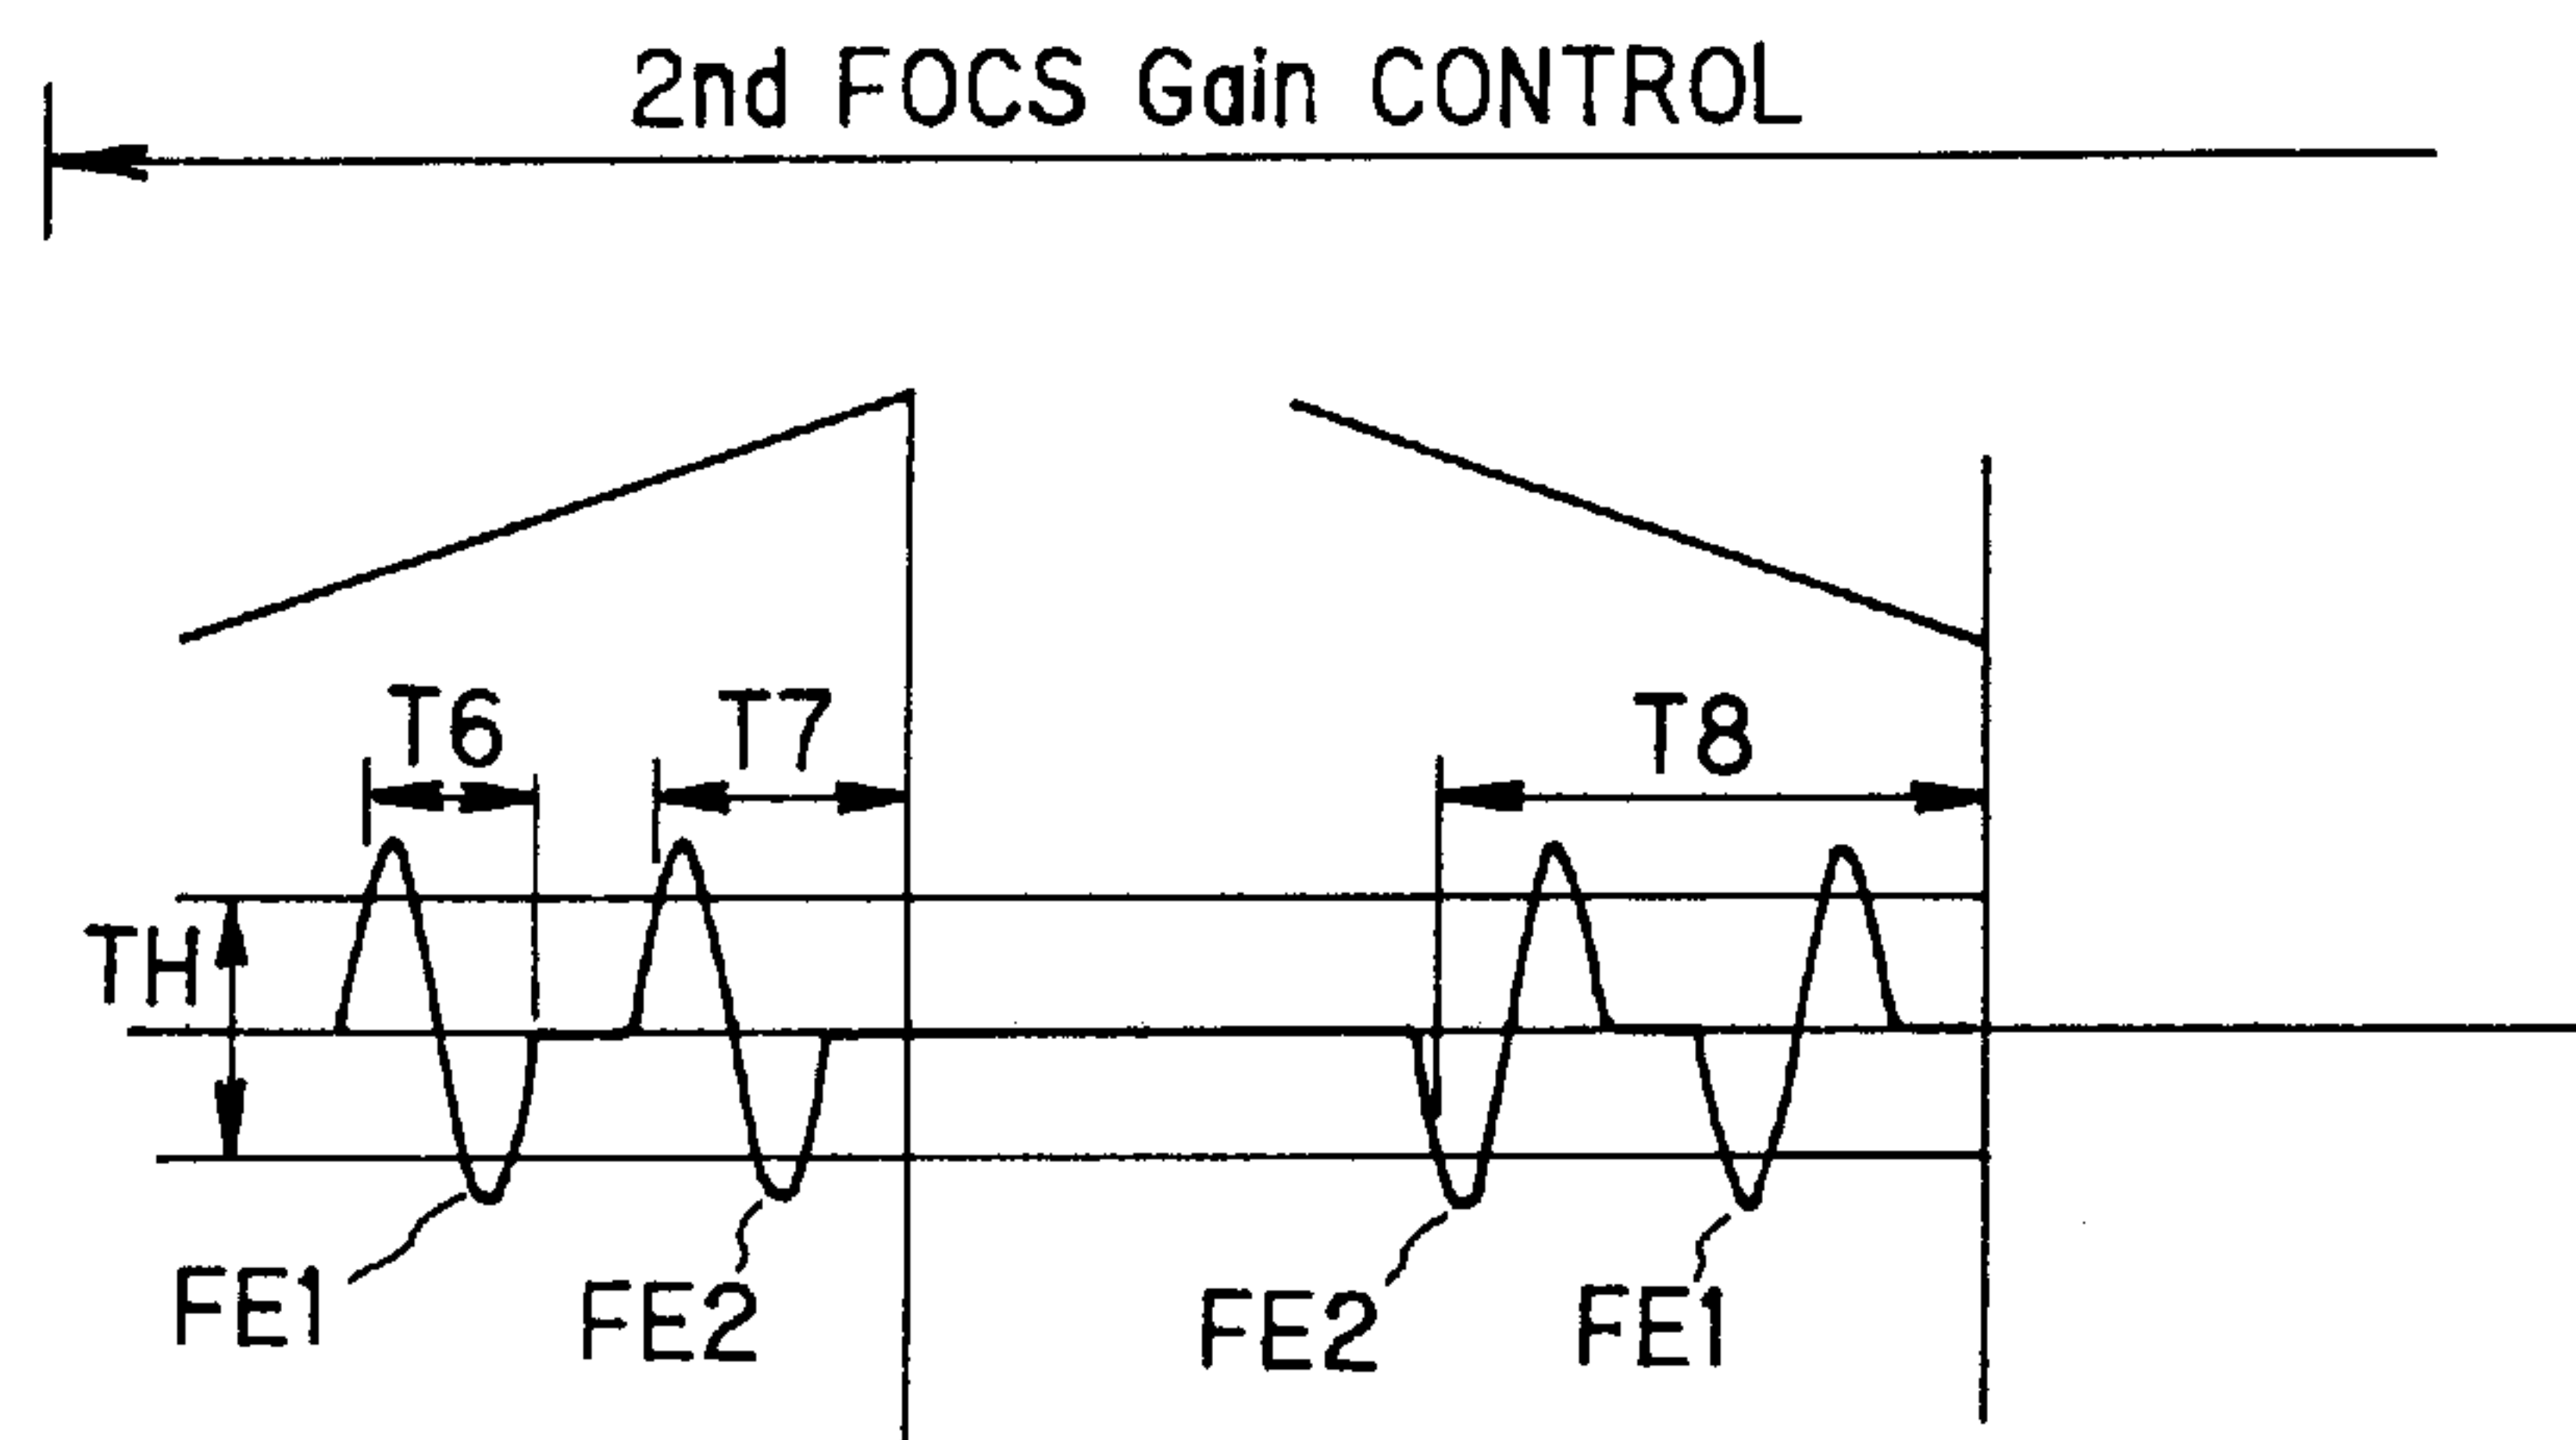 2nd FOCS Gain CONTROL
T6
T7
T8
TH
FE1
FE2
FE2
FE1